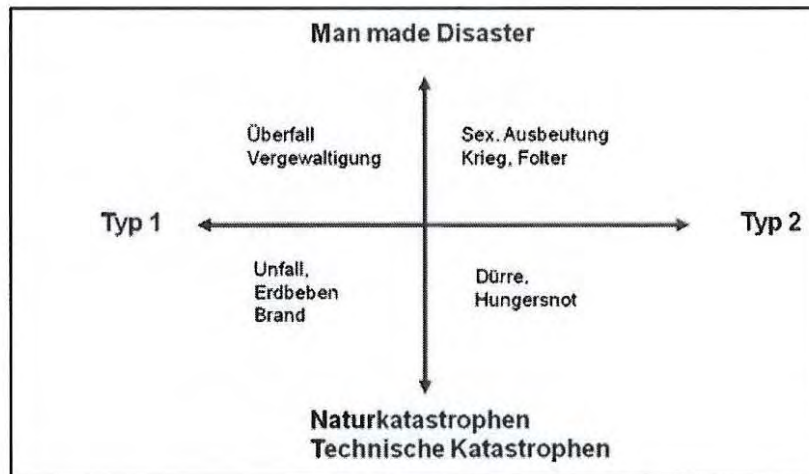 Man made Disaster
Überfall
Vergewaltigung
Sex. Ausbeutung
Krieg, Folter
Typ 1
Typ 2
Unfall,
Erdbeben
Brand
Dürre,
Hungersnot
Naturkatastrophen
Technische Katastrophen